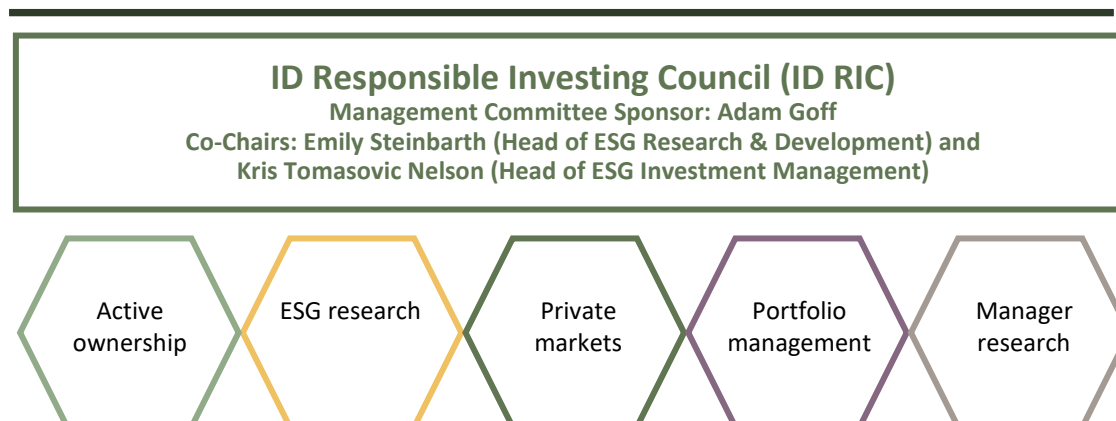 ID Responsible Investing Council (ID RIC)
Management Committee Sponsor: Adam Goff
Co-Chairs: Emily Steinbarth (Head of ESG Research & Development) and
Kris Tomasovic Nelson (Head of ESG Investment Management)
Active
ownership
ESG research
Private
markets
Portfolio
management
Manager
research